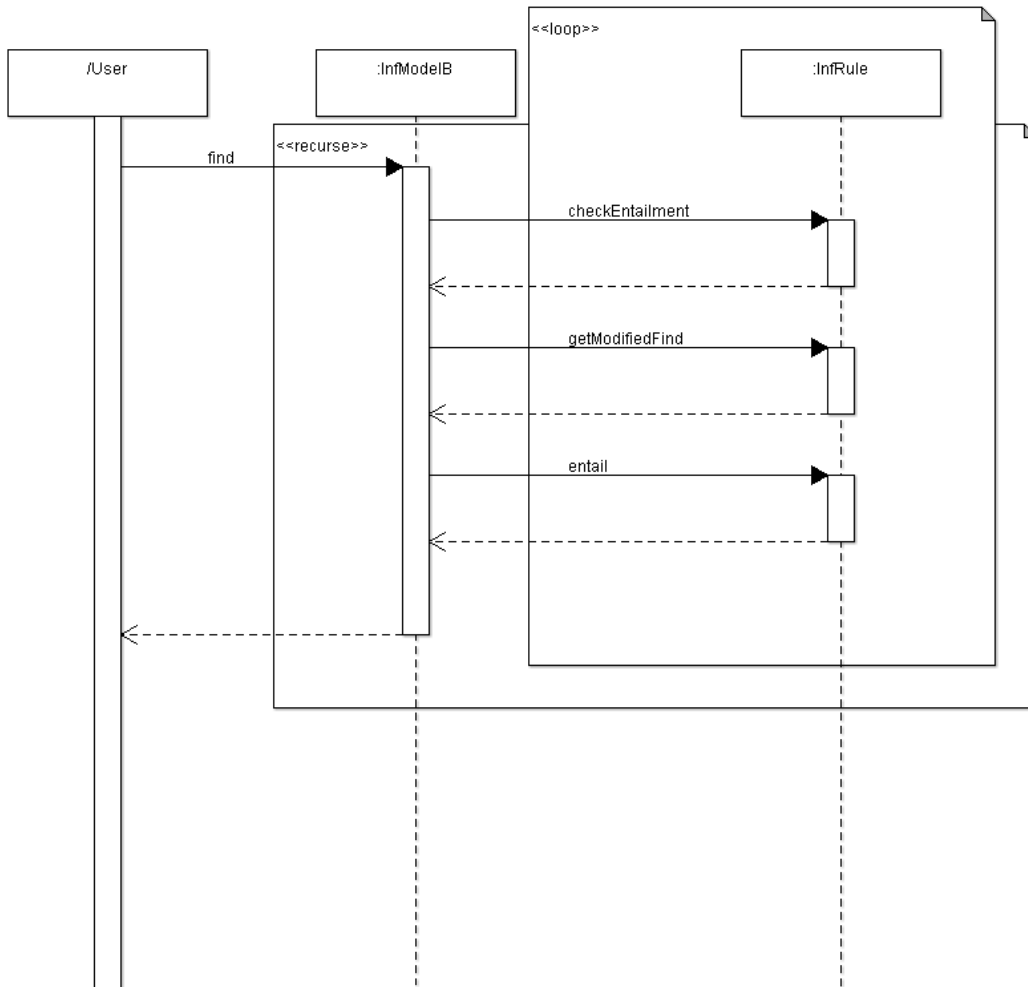 <<loop>>
/User
:InfModelB
:InfRule
<<recurse>>
find
checkEntailment
getModifiedFind
entail